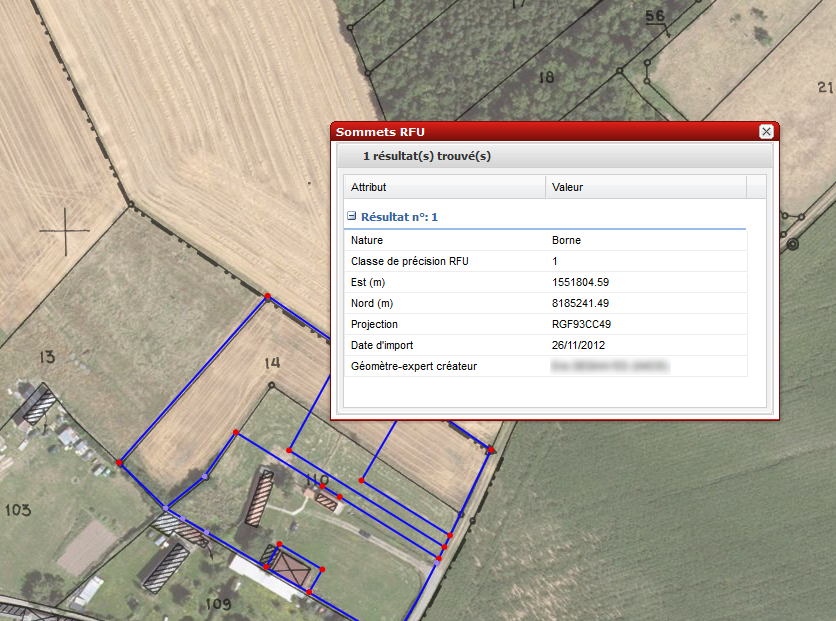 17
56
18
21
Sommets RFU
1 résultat(s) trouvé(s)
Attribut Valeur
Résultat n°: 1
Nature Borne
Classe de précision RFU 1
Est (m) 1551804.59
Nord (m) 8185241.49
Projection RGF93CC49
Date d'import 26/11/2012
Géomètre-expert créateur
13
14
110
103
109